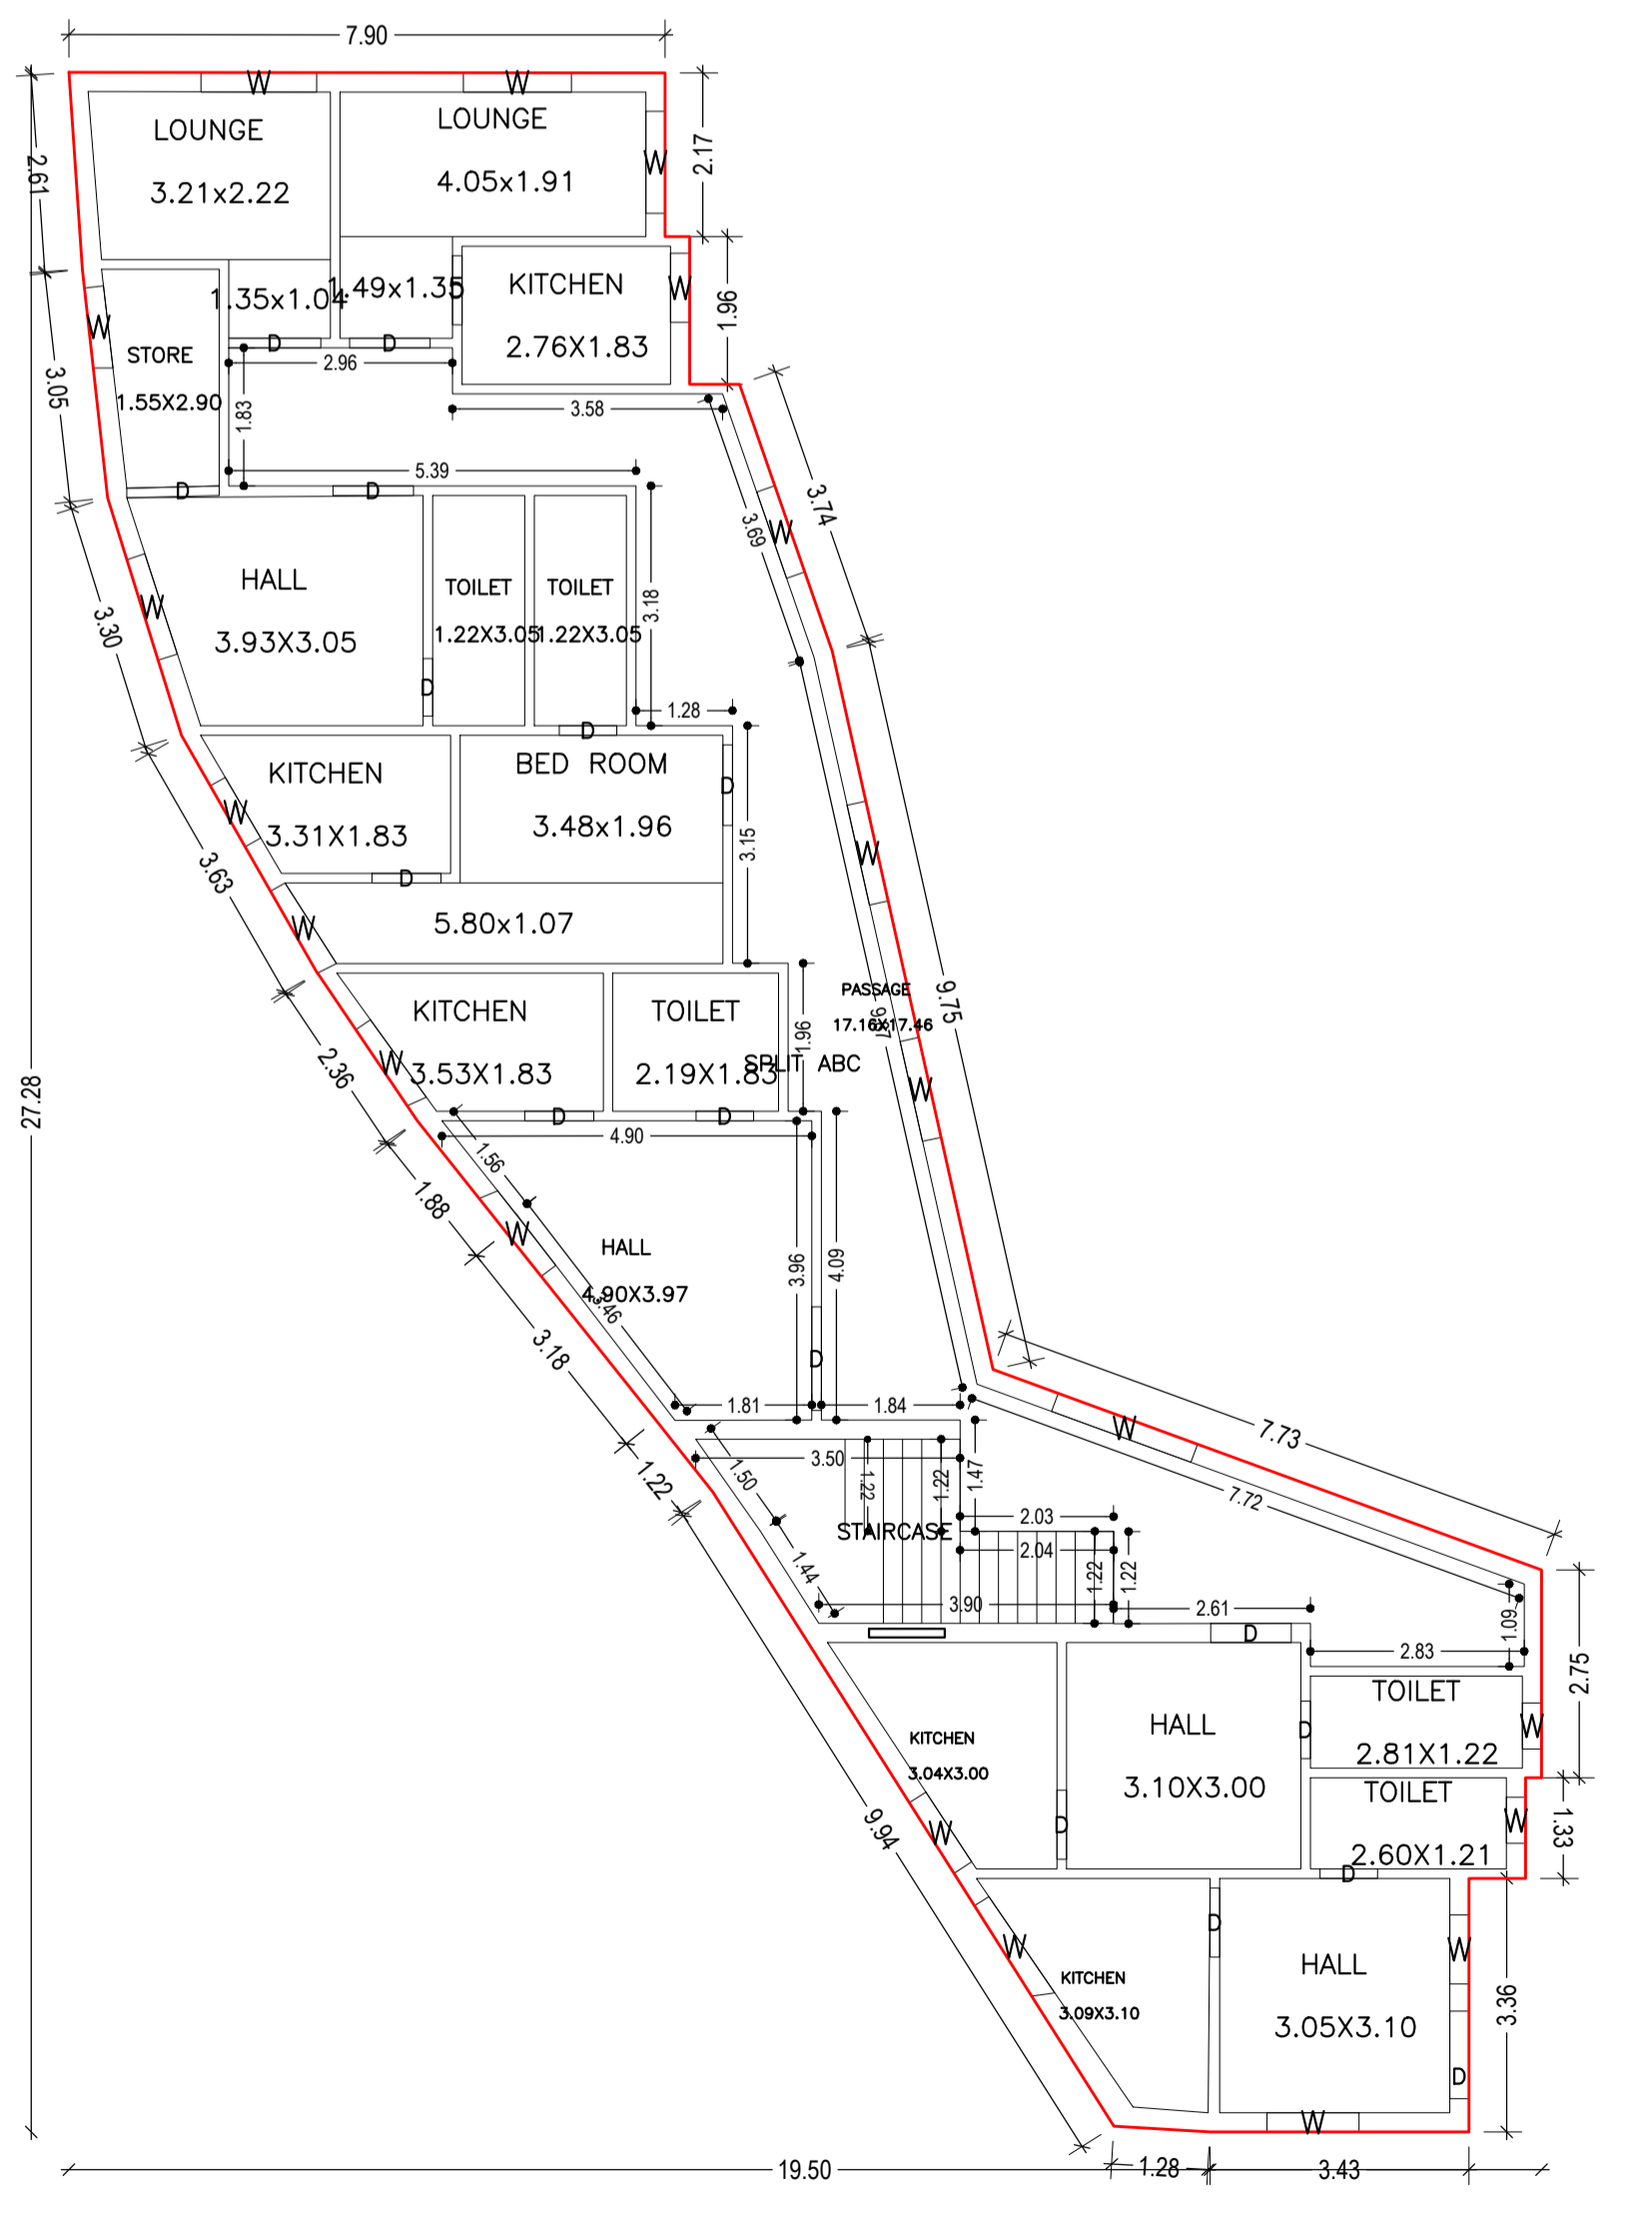 7.90
W
W
LOUNGE
3.21x2.22
LOUNGE
4.05x1.91
W
2.17
2.61
1.35x1.04
1.49x1.35
KITCHEN
2.76X1.83
W
1.96
W
STORE
1.55X2.90
D
D
2.96
1.83
3.58
3.05
5.39
D
D
3.69
W
3.74
HALL
3.93X3.05
TOILET
1.22X3.05
TOILET
1.22X3.05
3.18
W
3.30
D
1.28
D
KITCHEN
3.31X1.83
BED ROOM
3.48x1.96
D
3.15
W
W
3.63
D
5.80x1.07
W
KITCHEN
3.53X1.83
TOILET
2.19X1.83
1.96
PASSAGE
17.16X17.46
SPLIT ABC
9.75
W
W
2.36
27.28
D
D
4.90
1.56
1.88
W
HALL
4.90X3.97
3.46
3.96
4.09
D
3.18
1.81
1.84
W
7.73
7.72
3.50
1.50
1.22
1.22
1.47
1.22
STAIRCASE
2.03
2.04
1.44
1.22
1.22
3.90
2.61
1.09
D
2.83
2.75
TOILET
2.81X1.22
W
D
KITCHEN
3.04X3.00
HALL
3.10X3.00
TOILET
2.60X1.21
W
1.33
W
D
9.94
D
D
W
KITCHEN
3.09X3.10
HALL
3.05X3.10
W
3.36
D
W
19.50
1.28
3.43